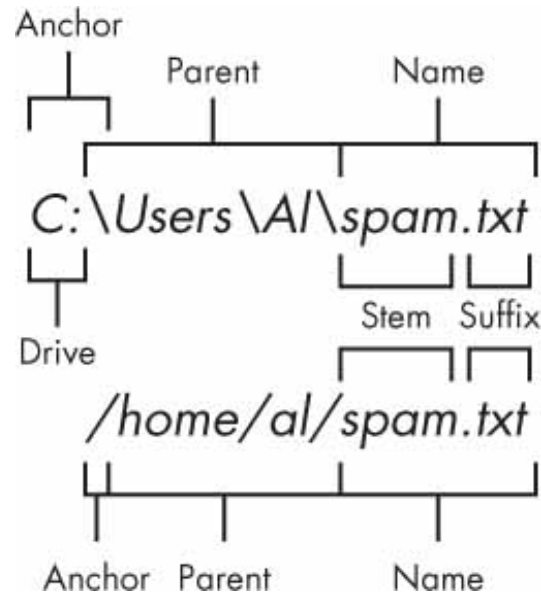 Anchor
Parent Name
C:\Users\Al\spam.txt
Stem Suffix
Drive
/home/al/spam.txt
Anchor Parent Name